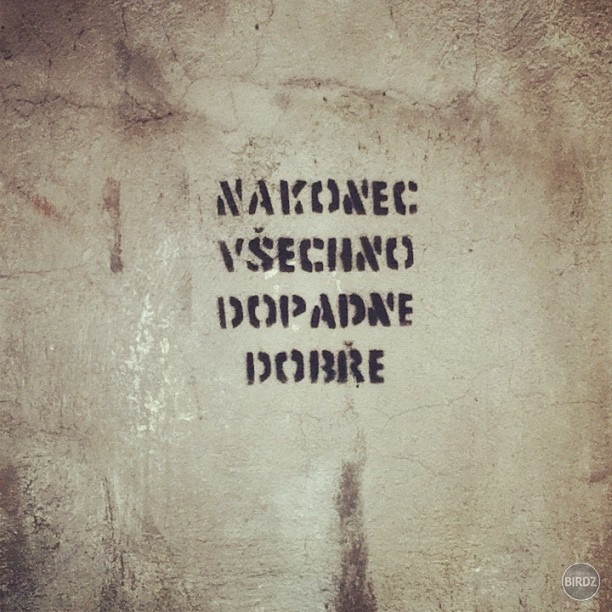 NAKONEC
VŠECHNO
DOPADNE
DOBŘE
BIRDZ